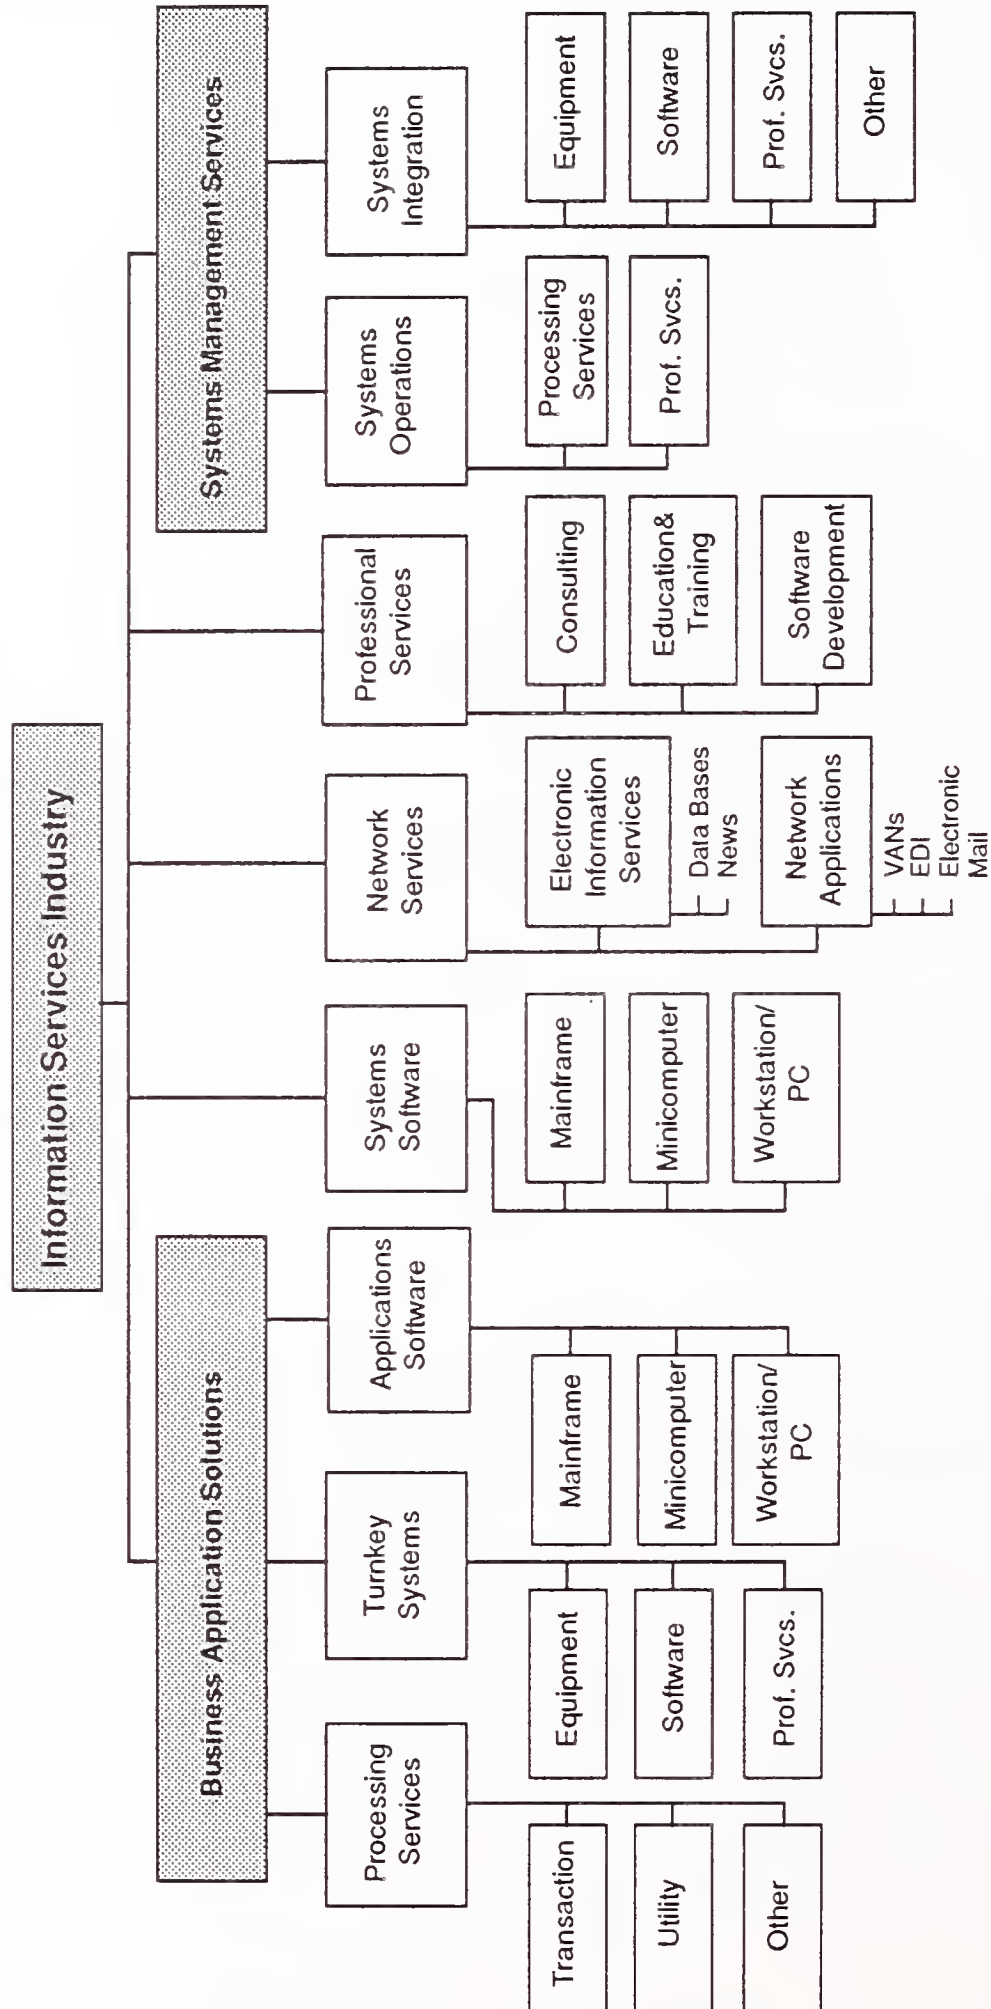 Information Services Industry
Business Application Solutions
Systems Management Services
Processing
Services
Turnkey
Systems
Applications
Software
Systems
Software
Network
Services
Professional
Services
Systems
Operations
Systems
Integration
Transaction
Utility
Other
Equipment
Software
Prof. Svcs.
Mainframe
Minicomputer
Workstation/
PC
Mainframe
Minicomputer
Workstation/
PC
Electronic
Information
Services
Data Bases
News
Network
Applications
VANs
EDI
Electronic
Mail
Consulting
Education&
Training
Software
Development
Processing
Services
Prof. Svcs.
Equipment
Software
Prof. Svcs.
Other